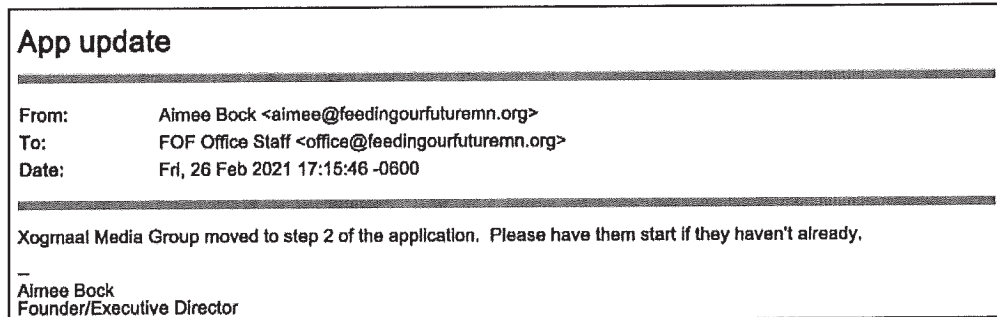 App update
From: Aimee Bock <aimee@feedingourfuturemn.org>
To: FOF Office Staff <office@feedingourfuturemn.org>
Date: Fri, 26 Feb 2021 17:15:46 -0600
Xogmaal Media Group moved to step 2 of the application. Please have them start if they haven't already.
_
Aimee Bock
Founder/Executive Director